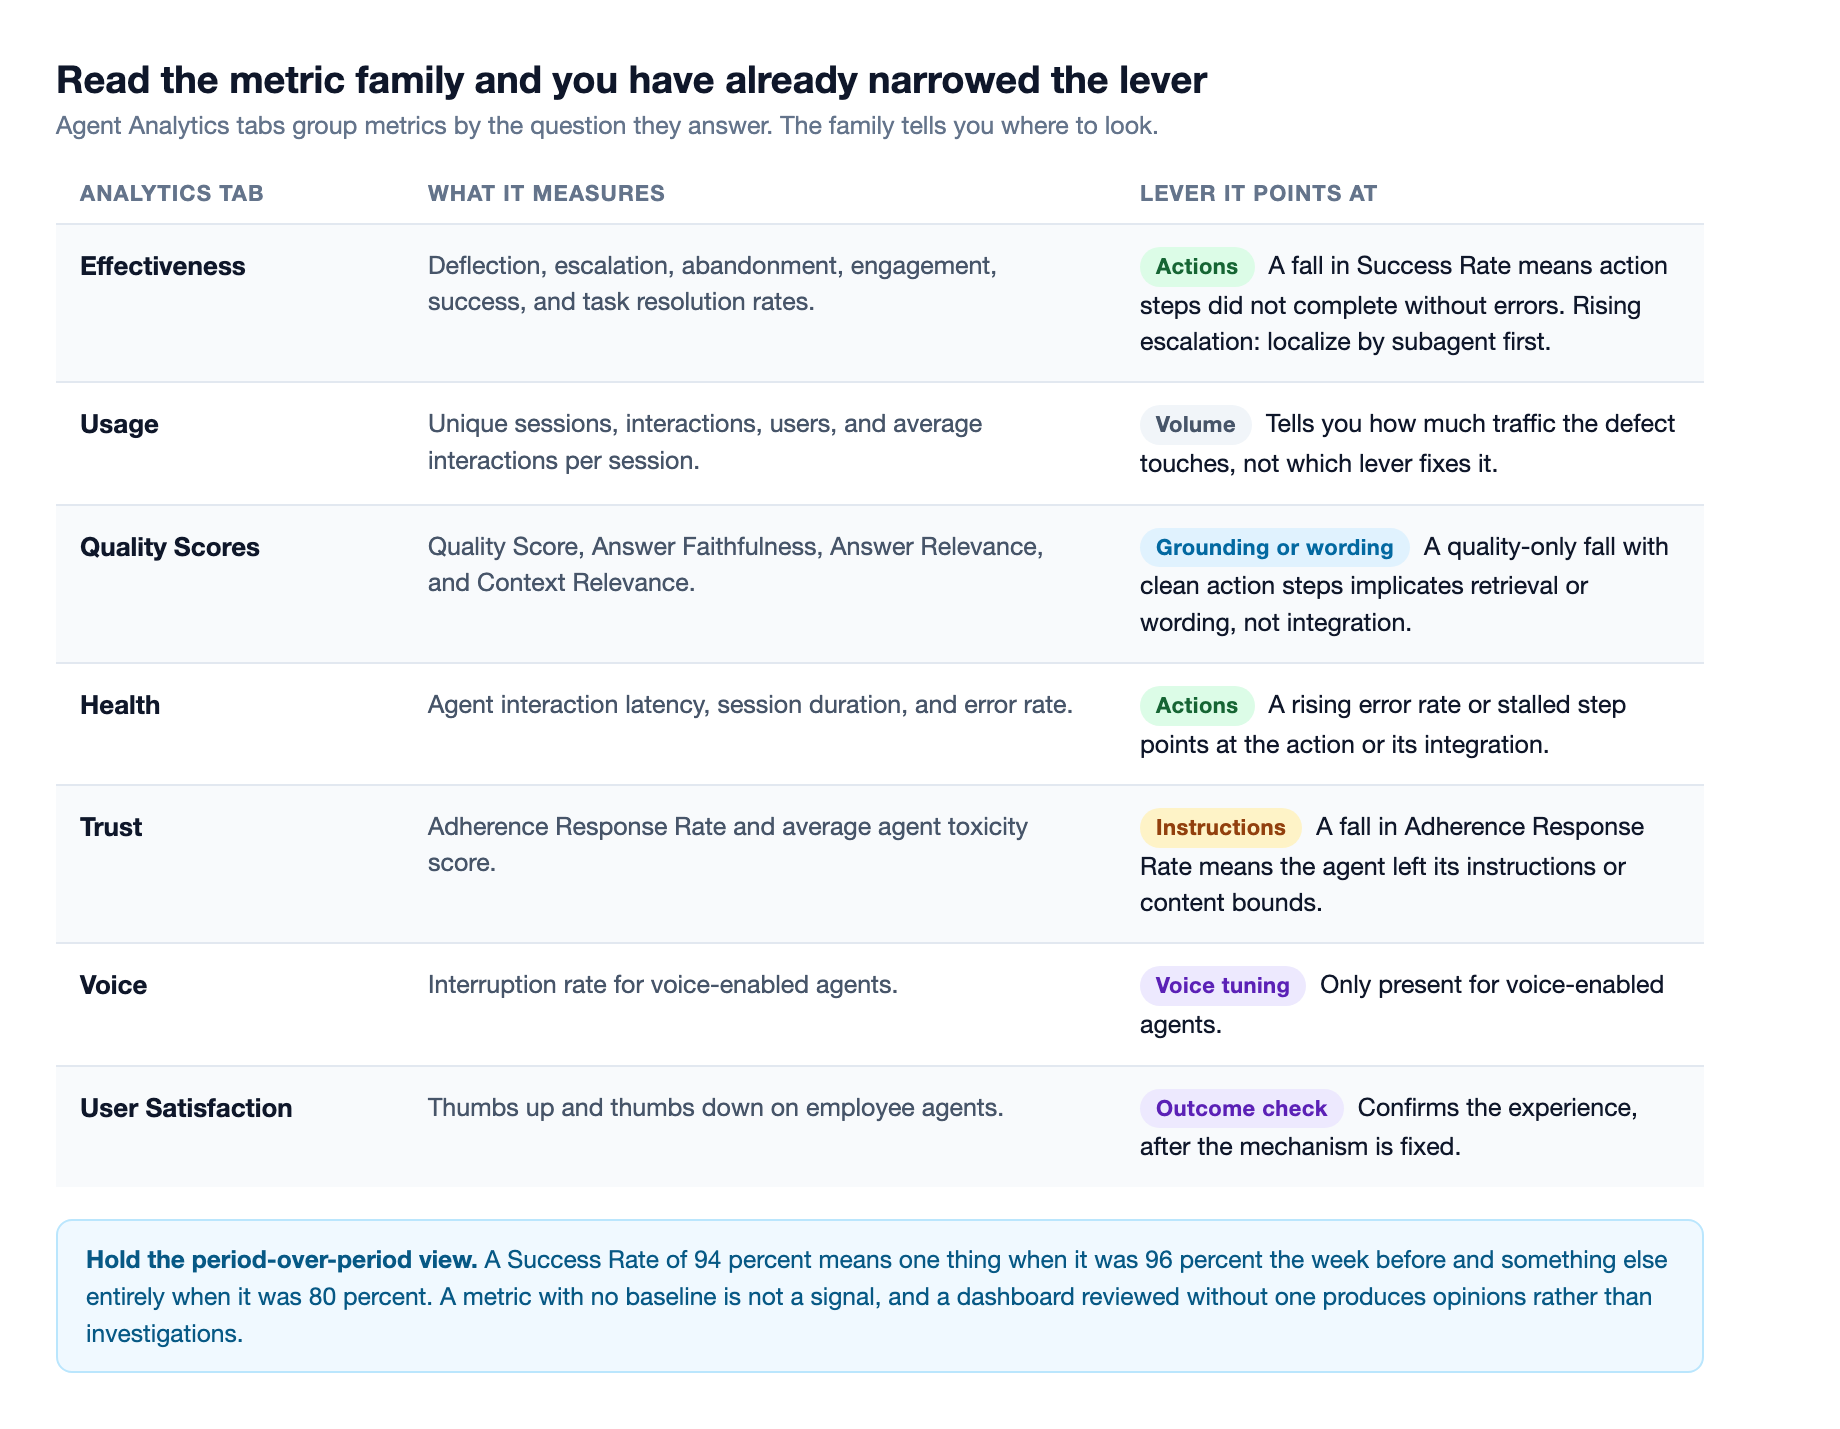 Read the metric family and you have already narrowed the lever
Agent Analytics tabs group metrics by the question they answer. The family tells you where to look.
ANALYTICS TAB
WHAT IT MEASURES
LEVER IT POINTS AT
Effectiveness
Deflection, escalation, abandonment, engagement,
success, and task resolution rates.
Actions A fall in Success Rate means action
steps did not complete without errors. Rising
escalation: localize by subagent first.
Usage
Unique sessions, interactions, users, and average
interactions per session.
Volume Tells you how much traffic the defect
touches, not which lever fixes it.
Quality Scores
Quality Score, Answer Faithfulness, Answer Relevance,
and Context Relevance.
Grounding or wording A quality-only fall with
clean action steps implicates retrieval or
wording, not integration.
Health
Agent interaction latency, session duration, and error rate.
Actions A rising error rate or stalled step
points at the action or its integration.
Trust
Adherence Response Rate and average agent toxicity
score.
Instructions A fall in Adherence Response
Rate means the agent left its instructions or
content bounds.
Voice
Interruption rate for voice-enabled agents.
Voice tuning Only present for voice-enabled
agents.
User Satisfaction
Thumbs up and thumbs down on employee agents.
Outcome check Confirms the experience,
after the mechanism is fixed.
Hold the period-over-period view. A Success Rate of 94 percent means one thing when it was 96 percent the week before and something else
entirely when it was 80 percent. A metric with no baseline is not a signal, and a dashboard reviewed without one produces opinions rather than
investigations.